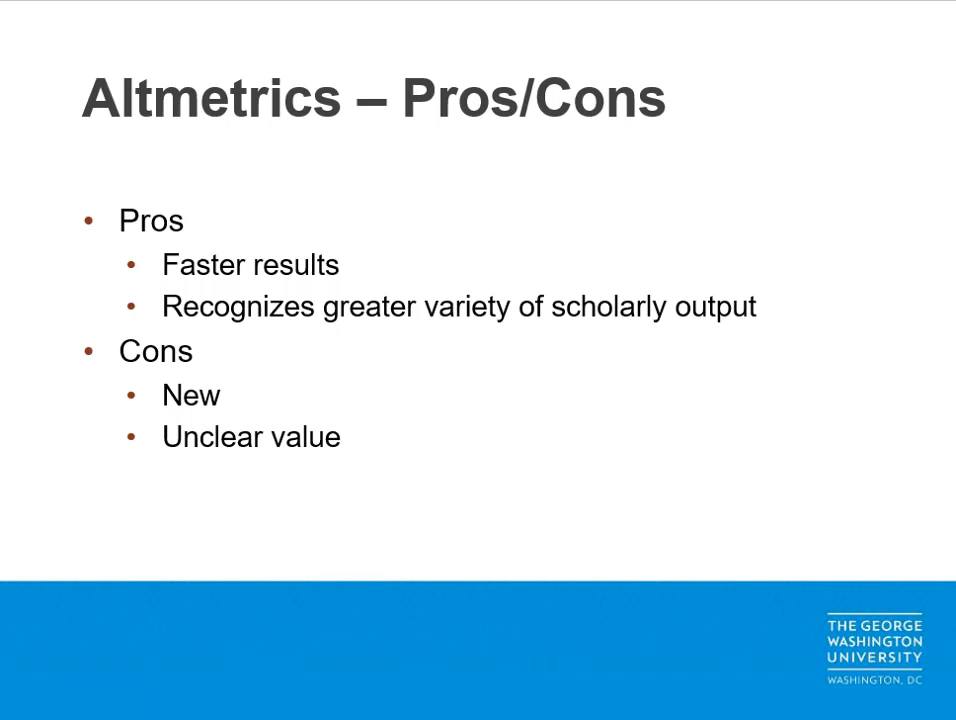 Altmetrics – Pros/Cons
• Pros
• Faster results
• Recognizes greater variety of scholarly output
• Cons
• New
• Unclear value
THE GEORGE
WASHINGTON
UNIVERSITY
WASHINGTON, DC